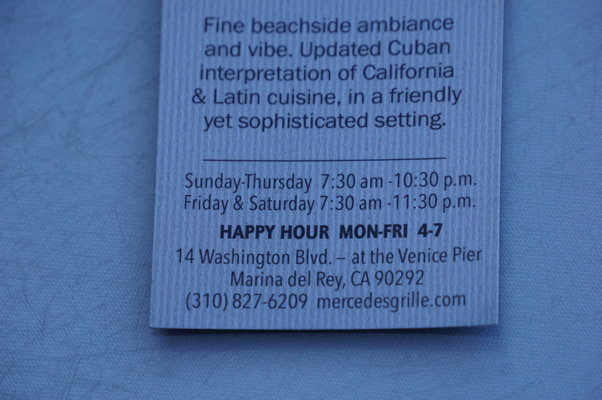 Fine beachside ambiance
and vibe. Updated Cuban
interpretation of California
& Latin cuisine, in a friendly
yet sophisticated setting.
Sunday-Thursday 7:30 am -10:30 p.m.
Friday & Saturday 7:30 am -11:30 p.m.
HAPPY HOUR MON-FRI 4-7
14 Washington Blvd. – at the Venice Pier
Marina del Rey, CA 90292
(310) 827-6209 mercedesgrille.com